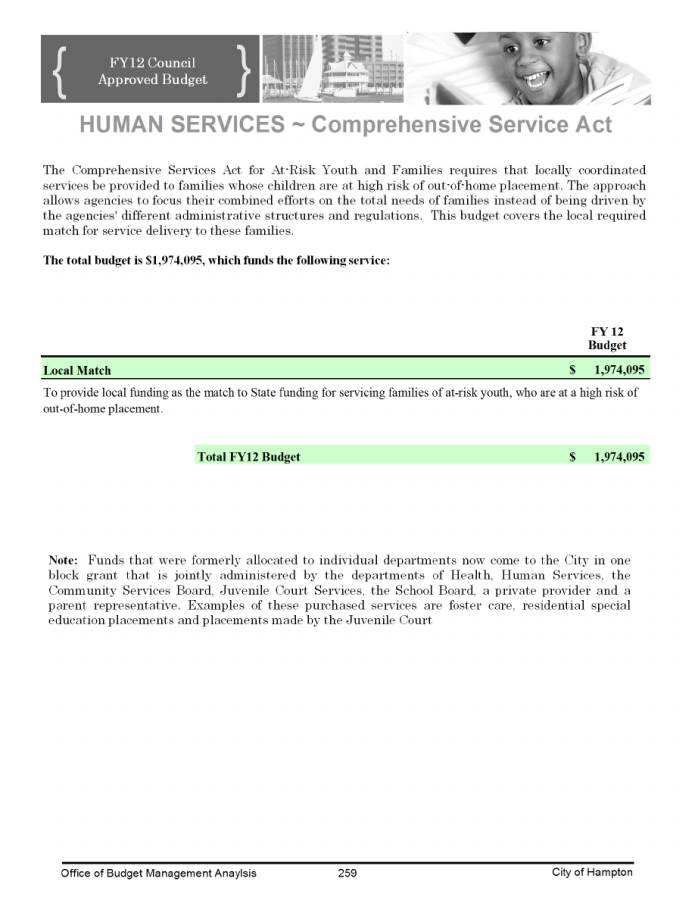 FY12 Council
Approved Budget
HUMAN SERVICES ~ Comprehensive Service Act
The Comprehensive Services Act for At-Risk Youth and Families requires that locally coordinated
services be provided to families whose children are at high risk of out-of-home placement. The approach
allows agencies to focus their combined efforts on the total needs of families instead of being driven by
the agencies' different administrative structures and regulations. This budget covers the local required
match for service delivery to these families.
The total budget is $1,974,095, which funds the following service:
FY 12
Budget
Local Match $ 1,974,095
To provide local funding as the match to State funding for servicing families of at-risk youth, who are at a high risk of
out-of-home placement.
Total FY12 Budget $ 1,974,095
Note: Funds that were formerly allocated to individual departments now come to the City in one
block grant that is jointly administered by the departments of Health, Human Services, the
Community Services Board, Juvenile Court Services, the School Board, a private provider and a
parent representative. Examples of these purchased services are foster care, residential special
education placements and placements made by the Juvenile Court
Office of Budget Management Anaylsis 259 City of Hampton